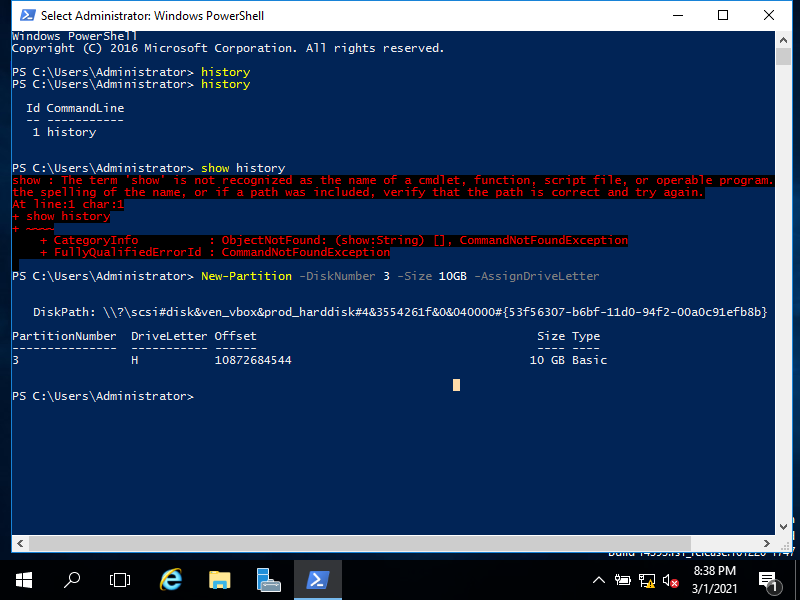 Select Administrator: Windows PowerShell
Windows PowerShell
Copyright (C) 2016 Microsoft Corporation. All rights reserved.
PS C:\Users\Administrator> history
PS C:\Users\Administrator> history
Id CommandLine
-- -----------
1 history
PS C:\Users\Administrator> show history
show : The term 'show' is not recognized as the name of a cmdlet, function, script file, or operable program.
the spelling of the name, or if a path was included, verify that the path is correct and try again.
At line:1 char:1
+ show history
+ ~~~~
+ CategoryInfo : ObjectNotFound: (show:String) [], CommandNotFoundException
+ FullyQualifiedErrorId : CommandNotFoundException
PS C:\Users\Administrator> New-Partition -DiskNumber 3 -Size 10GB -AssignDriveLetter
DiskPath: \\?\scsi#disk&ven_vbox&prod_harddisk#4&3554261f&0&040000#{53f56307-b6bf-11d0-94f2-00a0c91efb8b}
PartitionNumber DriveLetter Offset Size Type
--------------- ----------- ------ ---- ----
3 H 10872684544 10 GB Basic
PS C:\Users\Administrator>
8:38 PM
3/1/2021
1